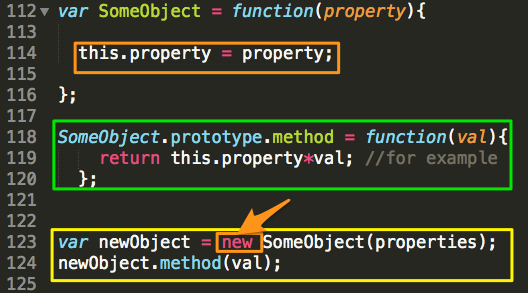 112 var SomeObject = function(property){
113
114 this.property = property;
115
116 };
117
118 SomeObject.prototype.method = function(val){
119 return this.property*val; //for example
120 };
121
122
123 var newObject = new SomeObject(properties);
124 newObject.method(val);
125